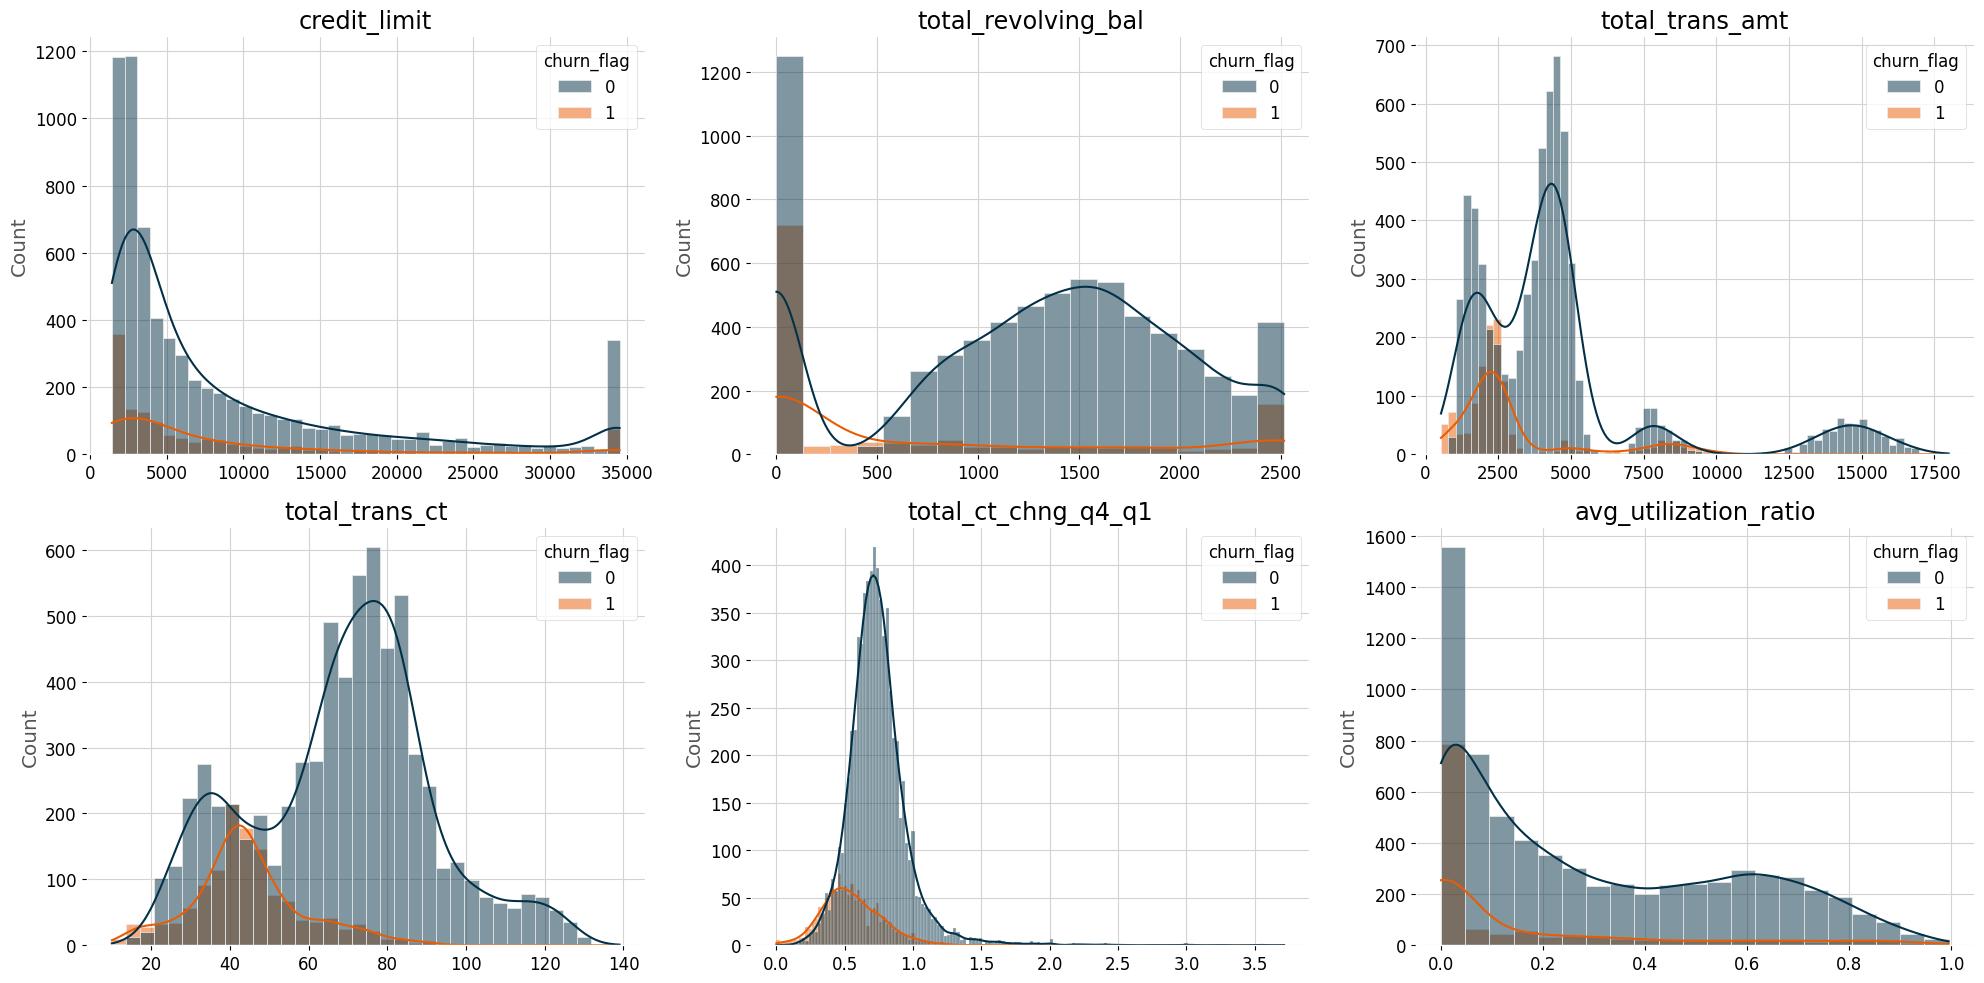 credit_limit
Count
1200
1000
800
600
400
200
0
0 5000 10000 15000 20000 25000 30000 35000
churn_flag
0
1
total_revolving_bal
Count
1200
1000
800
600
400
200
0
0 500 1000 1500 2000 2500
churn_flag
0
1
total_trans_amt
Count
700
600
500
400
300
200
100
0
0 2500 5000 7500 10000 12500 15000 17500
churn_flag
0
1
total_trans_ct
Count
600
500
400
300
200
100
0
20 40 60 80 100 120 140
churn_flag
0
1
total_ct_chng_q4_q1
Count
400
350
300
250
200
150
100
50
0
0.0 0.5 1.0 1.5 2.0 2.5 3.0 3.5
churn_flag
0
1
avg_utilization_ratio
Count
1600
1400
1200
1000
800
600
400
200
0
0.0 0.2 0.4 0.6 0.8 1.0
churn_flag
0
1